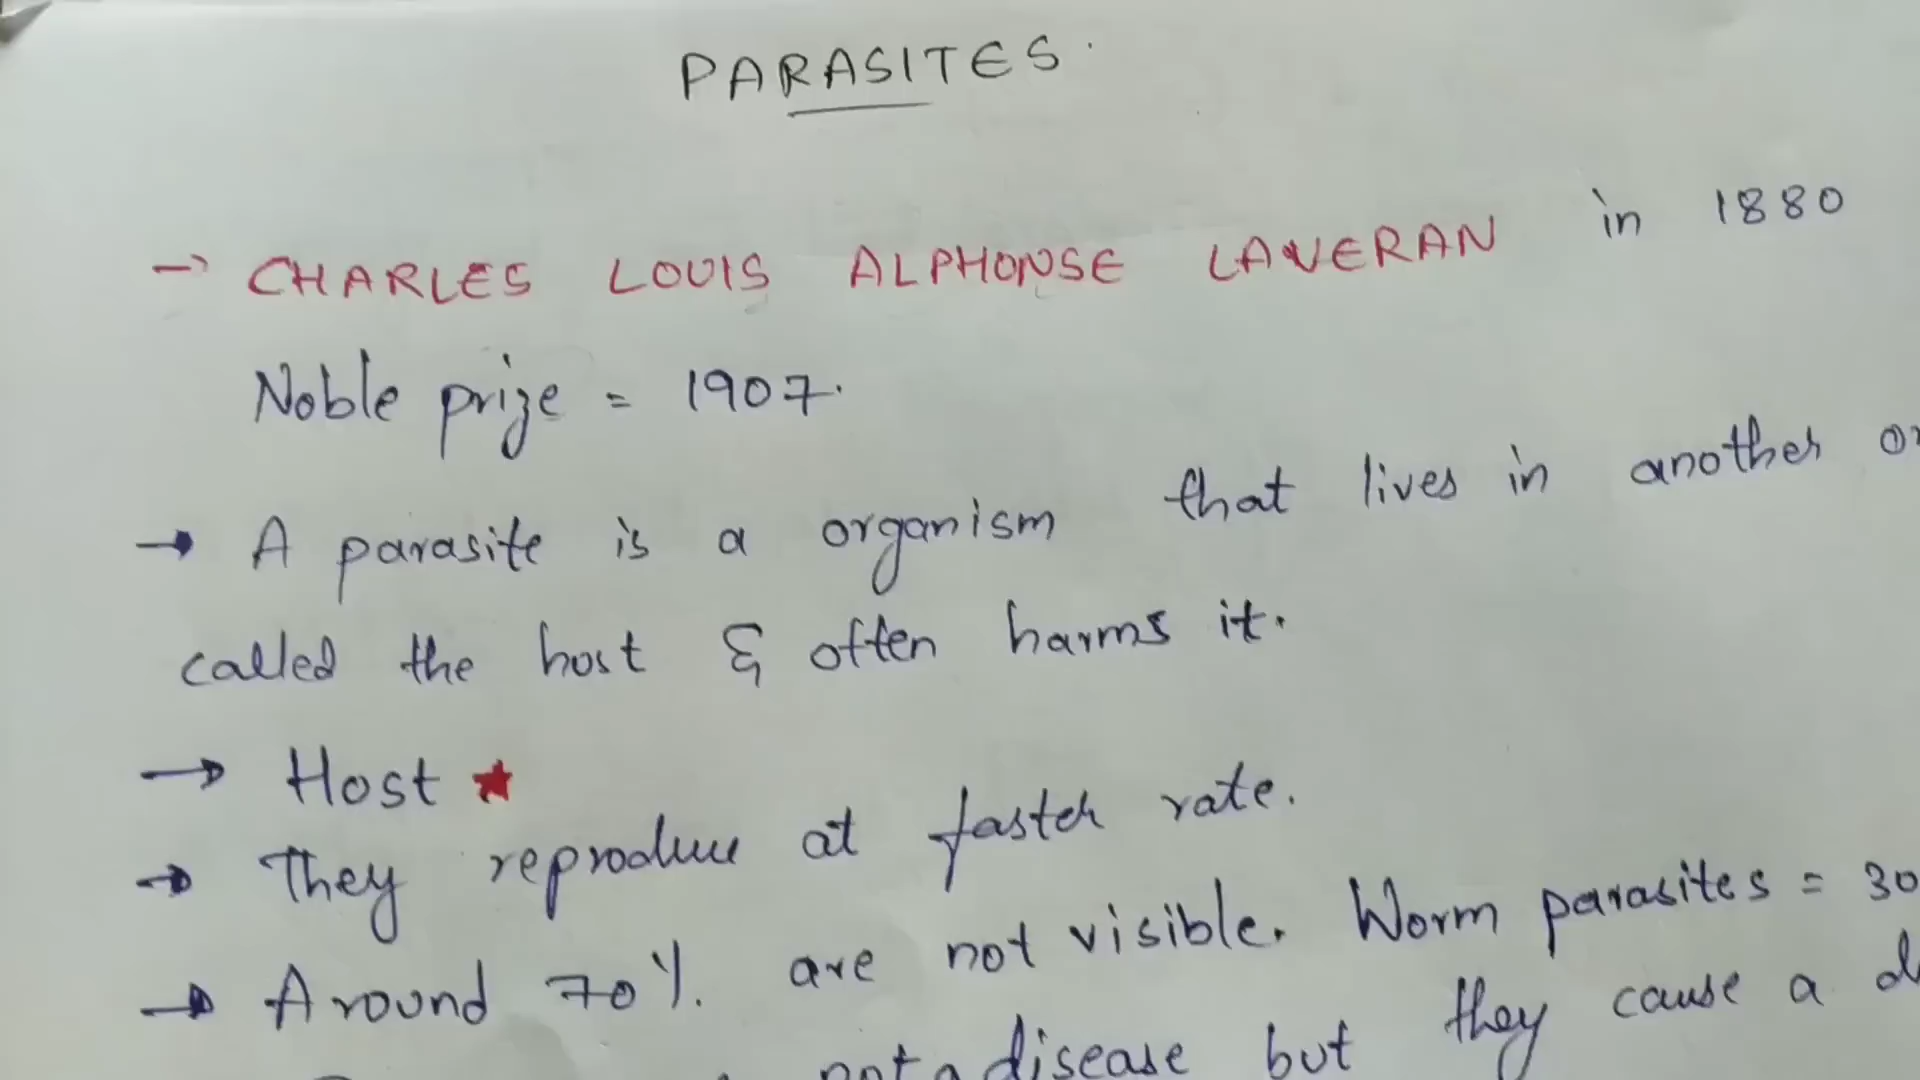 PARASITES.
→ CHARLES LOUIS ALPHONSE LAVERAN in 1880
Noble prize = 1907.
→ A parasite is a organism that lives in another
called the host & often harms it.
→ Host ★
→ They reproduce at faster rate.
→ Around 70%. are not visible. Worm parasites = 30
not a disease but they cause a